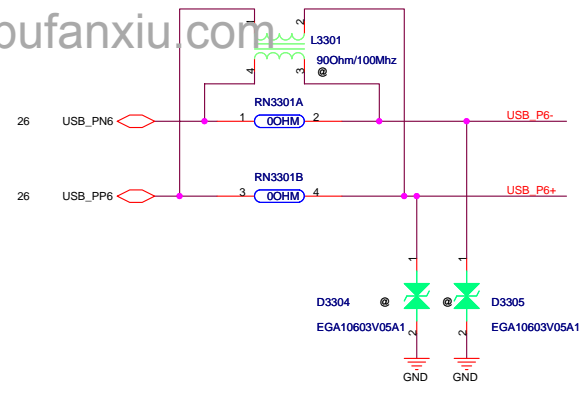 oufanxiu.com
1
2
L3301
90Ohm/100Mhz
@
4
3
RN3301A
26
USB_PN6
1
0OHM
2
USB_P6-
RN3301B
26
USB_PP6
3
0OHM
4
USB_P6+
1
1
D3304
@
@
D3305
EGA10603V05A1
2
2
EGA10603V05A1
GND
GND